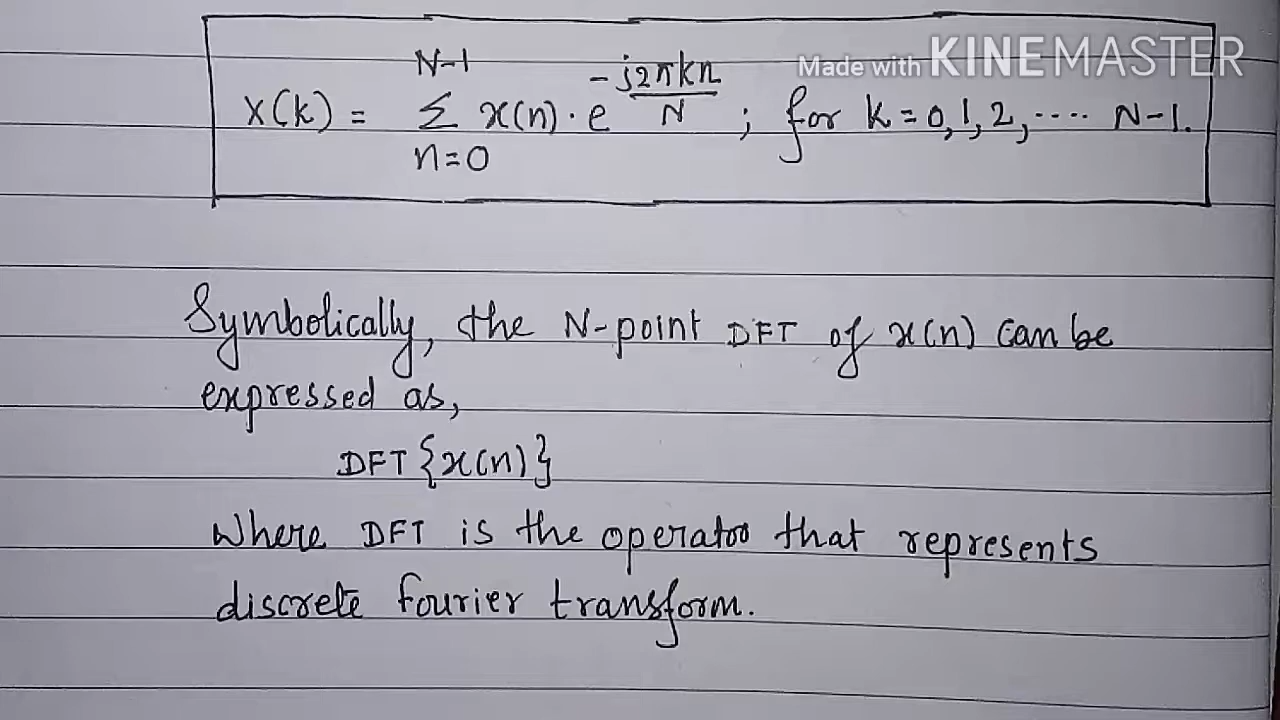 Made with KINEMASTER
X(k) = N-1 Σ n=0 x(n) · e -j2πkn/N ; for k = 0, 1, 2, .... N-1.
Symbolically, the N-point DFT of x(n) can be
expressed as,
DFT {x(n)}
Where DFT is the operator that represents
discrete fourier transform.